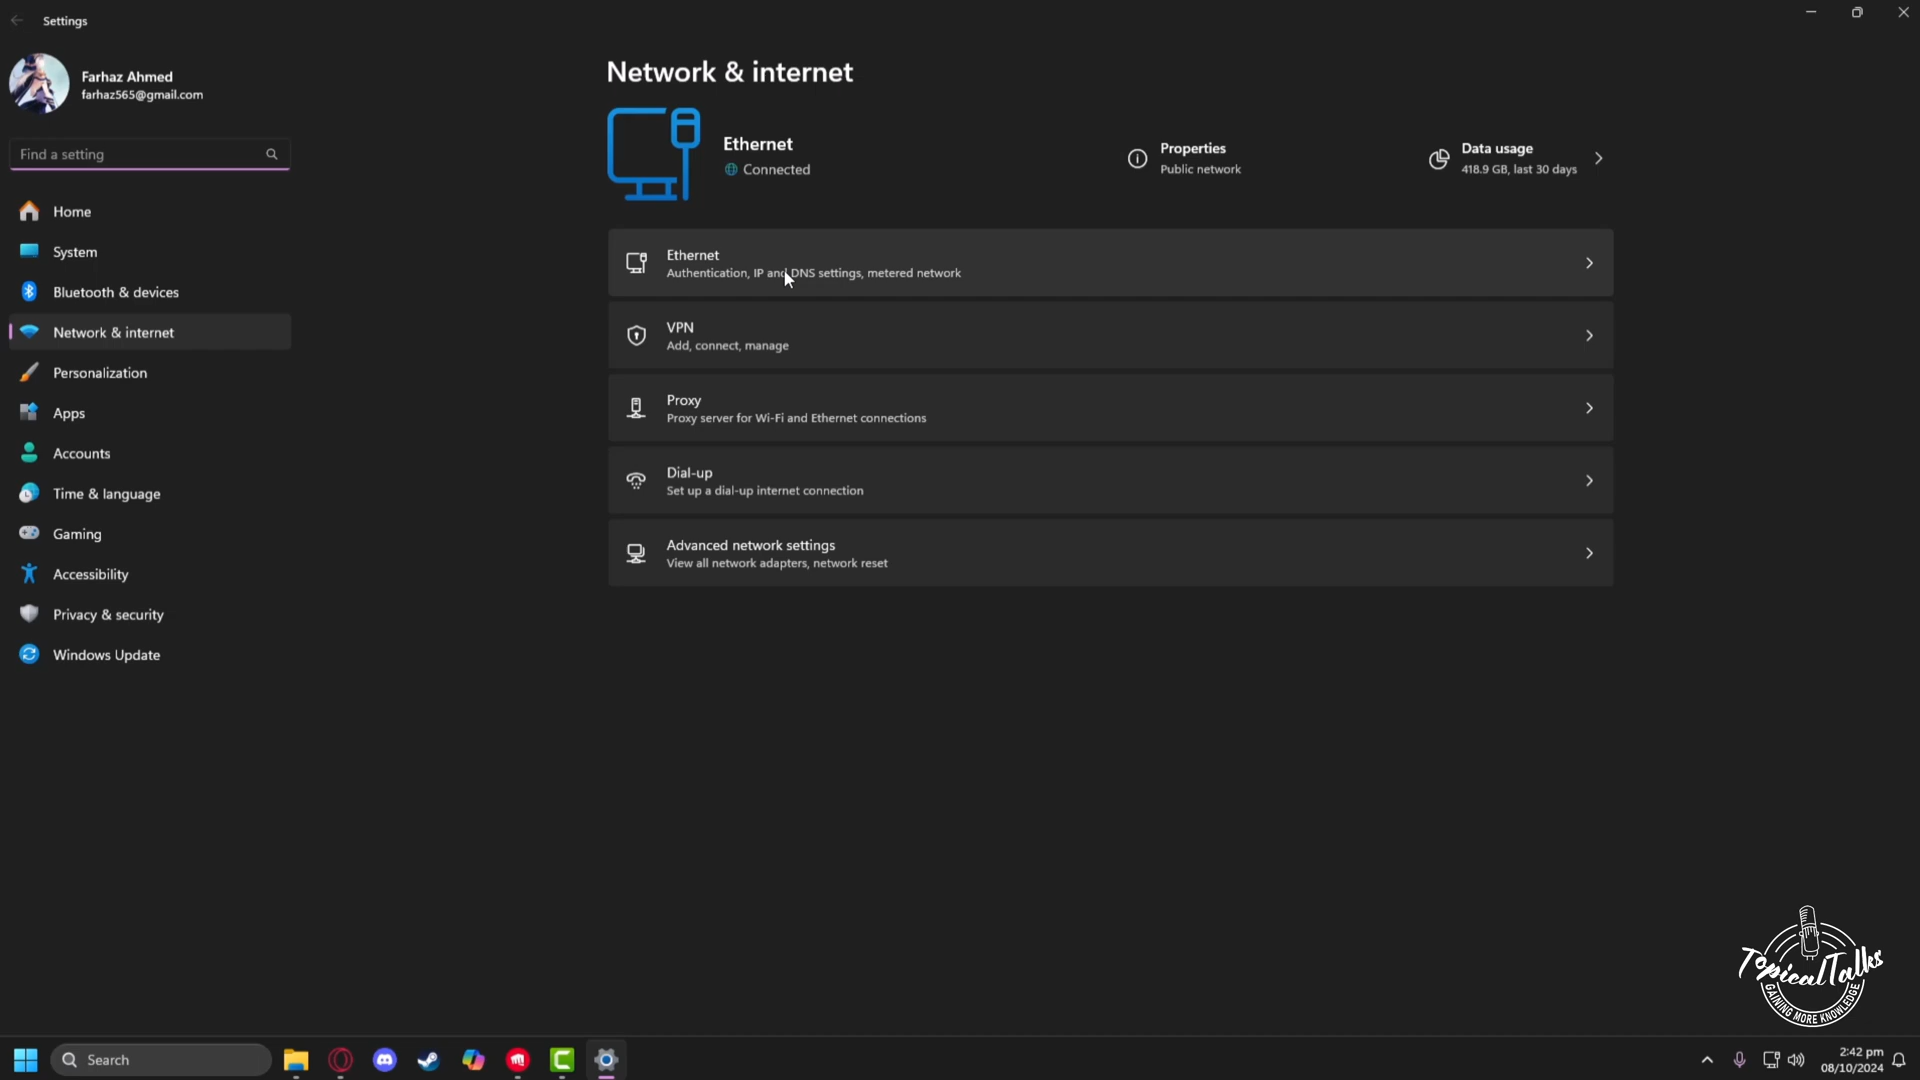 Settings
Farhaz Ahmed
farhaz565@gmail.com
Find a setting
Home
System
Bluetooth & devices
Network & internet
Personalization
Apps
Accounts
Time & language
Gaming
Accessibility
Privacy & security
Windows Update
Network & internet
Ethernet
Connected
Properties
Public network
Data usage
418.9 GB, last 30 days
Ethernet
Authentication, IP and DNS settings, metered network
VPN
Add, connect, manage
Proxy
Proxy server for Wi-Fi and Ethernet connections
Dial-up
Set up a dial-up internet connection
Advanced network settings
View all network adapters, network reset
TopicalTalks
GAINING MORE KNOWLEDGE
Search
2:42 pm
08/10/2024